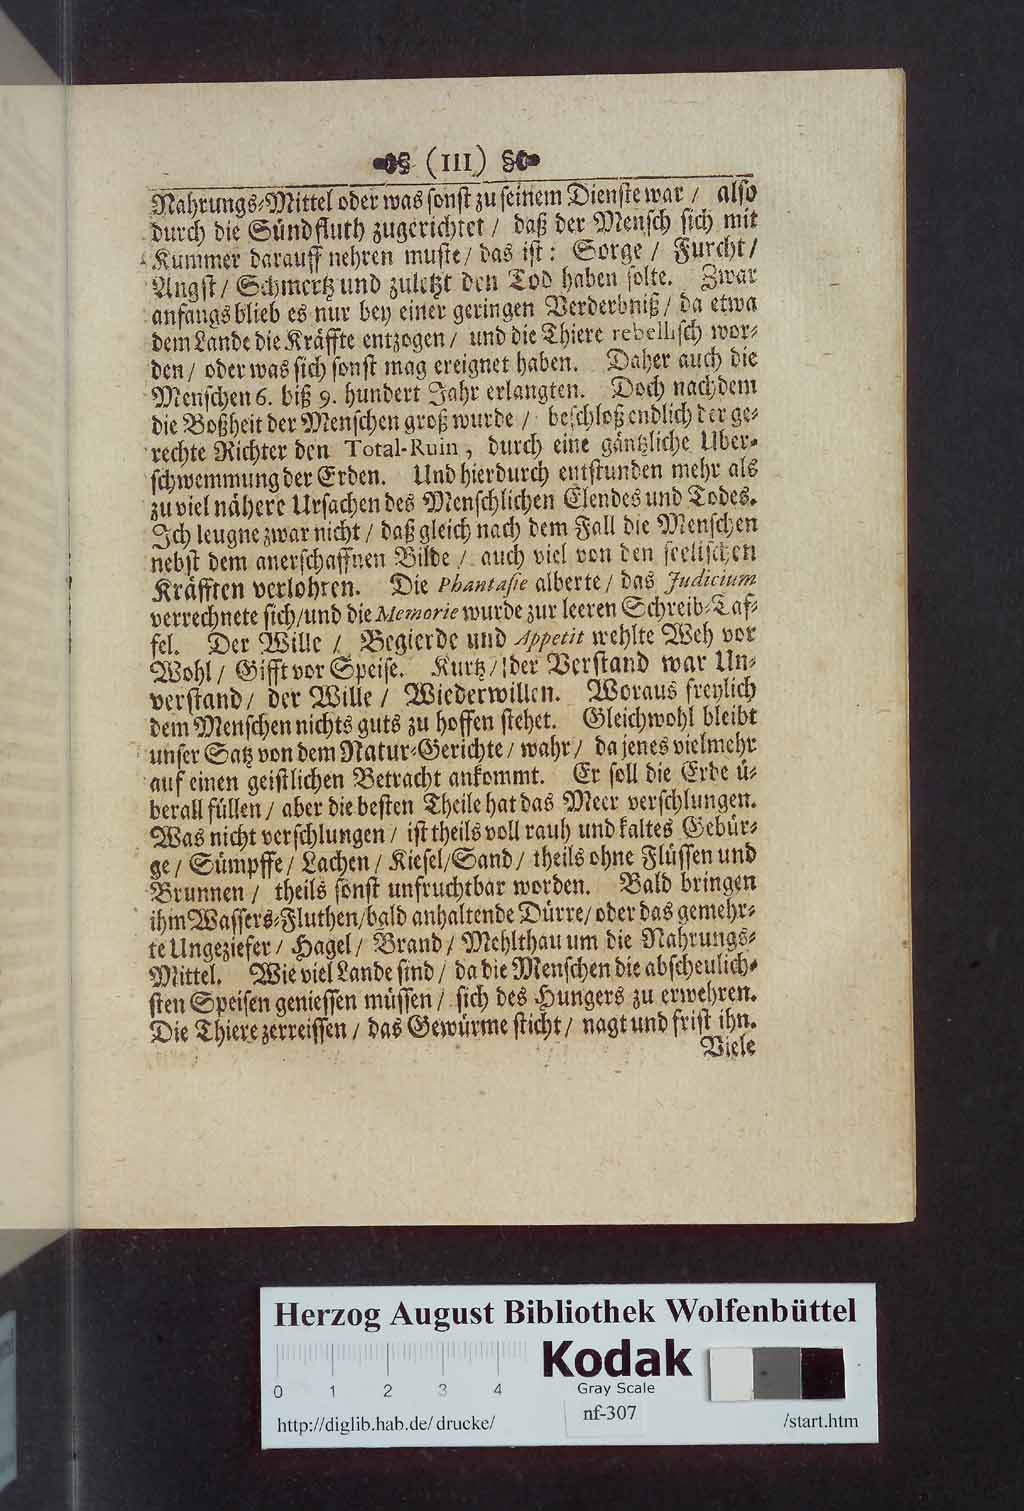 (111)
Nahrungs-Mittel oder was sonst zu seinem Dienste war / also
durch die Sündfluth zugerichtet / daß der Mensch sich mit
Kummer darauff nehren muste / das ist: Sorge / Furcht /
Angst / Schmertz und zuletzt den Tod haben solte. Zwar
anfangs blieb es nur bey einer geringen Verderbniß / da etwa
dem Lande die Kräffte entzogen / und die Thiere rebellisch wor-
den / oder was sich sonst mag ereignet haben. Daher auch die
Menschen 6. biß 9. hundert Jahr erlangten. Doch nachdem
die Boßheit der Menschen groß wurde / beschloß endlich der ge-
rechte Richter den Total-Ruin, durch eine gäntzliche Uber-
schwemmung der Erden. Und hierdurch entstunden mehr als
zu viel nähere Ursachen des Menschlichen Elendes und Todes.
Ich leugne zwar nicht / daß gleich nach dem Fall die Menschen
nebst dem anerschaffnen Bilde / auch viel von den seelischen
Kräfften verlohren. Die Phantasie alberte / das Judicium
verrechnete sich / und die Memorie wurde zur leeren Schreib-Taf-
fel. Der Wille / Begierde und Appetit wehlte Weh vor
Wohl / Gifft vor Speise. Kurtz / der Verstand war Un-
verstand / der Wille / Wiederwillen. Woraus freylich
dem Menschen nichts guts zu hoffen stehet. Gleichwohl bleibt
unser Satz von dem Natur-Gerichte / wahr / da jenes vielmehr
auf einen geistlichen Betracht ankommt. Er soll die Erde ü-
berall füllen / aber die besten Theile hat das Meer verschlungen.
Was nicht verschlungen / ist theils voll rauh und kaltes Gebür-
ge / Sümpffe / Lachen / Kiesel / Sand / theils ohne Flüssen und
Brunnen / theils sonst unfruchtbar worden. Bald bringen
ihm Wassers-Fluthen / bald anhaltende Dürre / oder das gemehr-
te Ungeziefer / Hagel / Brand / Mehlthau um die Nahrungs-
Mittel. Wie viel Lande sind / da die Menschen die abscheulich-
sten Speisen geniessen müssen / sich des Hungers zu erwehren.
Die Thiere zerreissen / das Gewürme sticht / nagt und frist ihn.
Viele
Herzog August Bibliothek Wolfenbüttel
Kodak
Gray Scale
0 1 2 3 4
nf-307
http://diglib.hab.de/drucke/ /start.htm